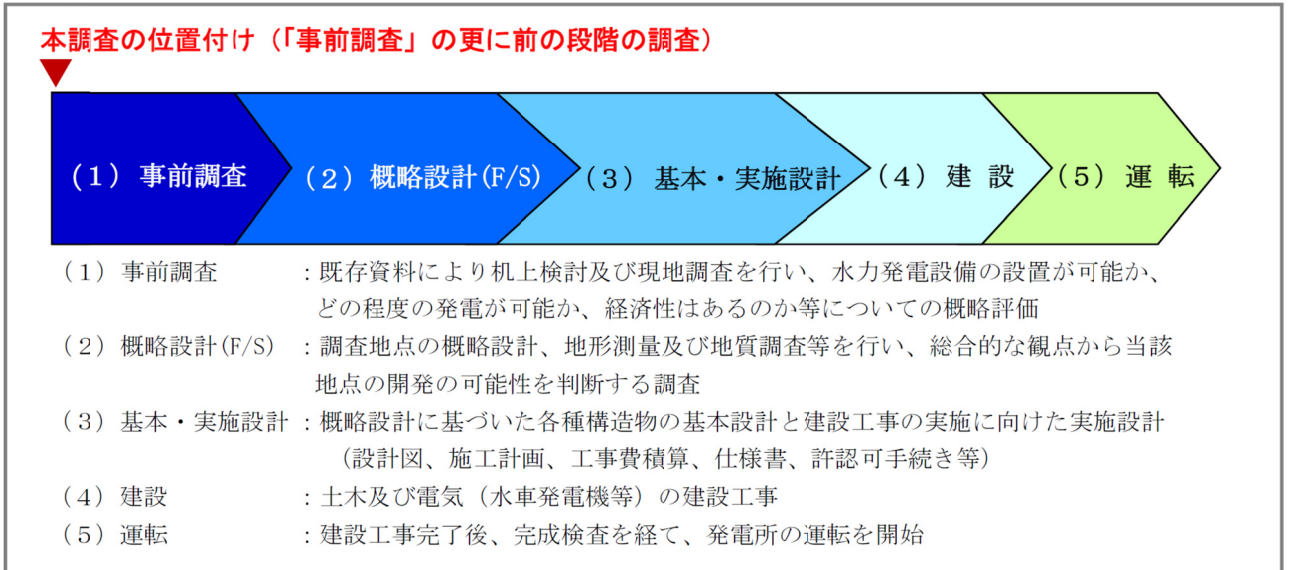 本調査の位置付け（「事前調査」の更に前の段階の調査）
（１）事前調査
（２）概略設計(F/S)
（３）基本・実施設計
（４）建 設
（５）運 転
（１）事前調査 ：既存資料により机上検討及び現地調査を行い、水力発電設備の設置が可能か、
どの程度の発電が可能か、経済性はあるのか等についての概略評価
（２）概略設計(F/S) ：調査地点の概略設計、地形測量及び地質調査等を行い、総合的な観点から当該
地点の開発の可能性を判断する調査
（３）基本・実施設計 ：概略設計に基づいた各種構造物の基本設計と建設工事の実施に向けた実施設計
（設計図、施工計画、工事費積算、仕様書、許認可手続き等）
（４）建設 ：土木及び電気（水車発電機等）の建設工事
（５）運転 ：建設工事完了後、完成検査を経て、発電所の運転を開始